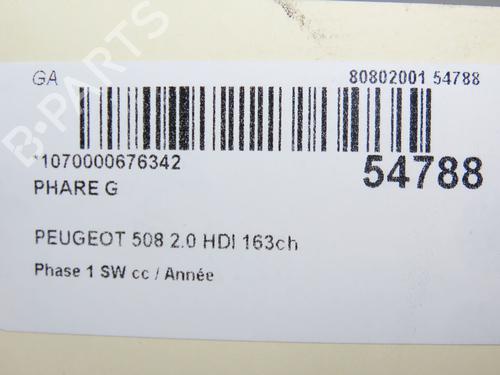 GA 80802001 54788
*1070000676342 54788
PHARE G
PEUGEOT 508 2.0 HDI 163ch
Phase 1 SW cc / Année
B-PARTS